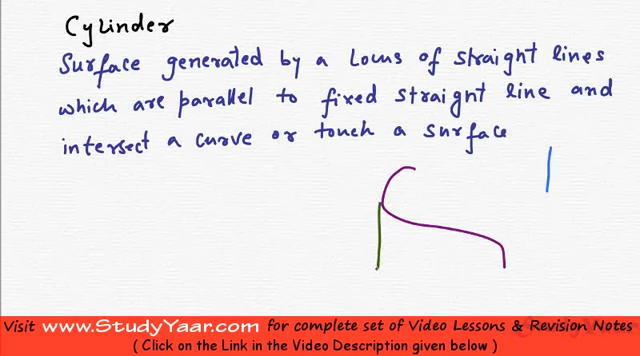 Cylinder
Surface generated by a Locus of straight lines
which are parallel to fixed straight line and
intersect a curve or touch a surface
Visit www.StudyYaar.com for complete set of Video Lessons & Revision Notes
( Click on the Link in the Video Description given below )